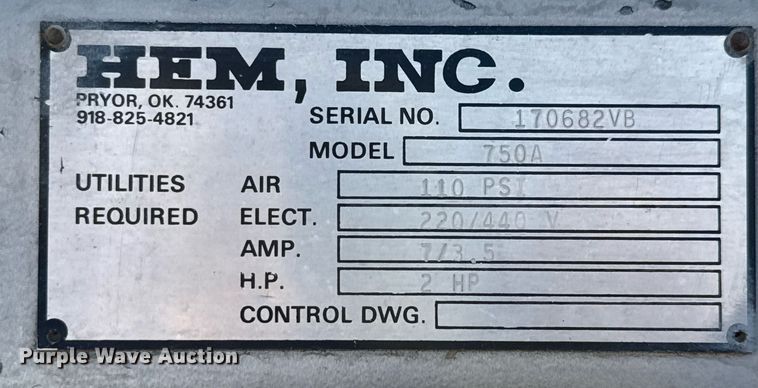 HEM, INC.
PRYOR, OK. 74361
918-825-4821
SERIAL NO. 170682VB
MODEL 750A
UTILITIES AIR 110 PSI
REQUIRED ELECT. 220/440 V
AMP. 7/3.5
H.P. 2 HP
CONTROL DWG.
Purple Wave Auction